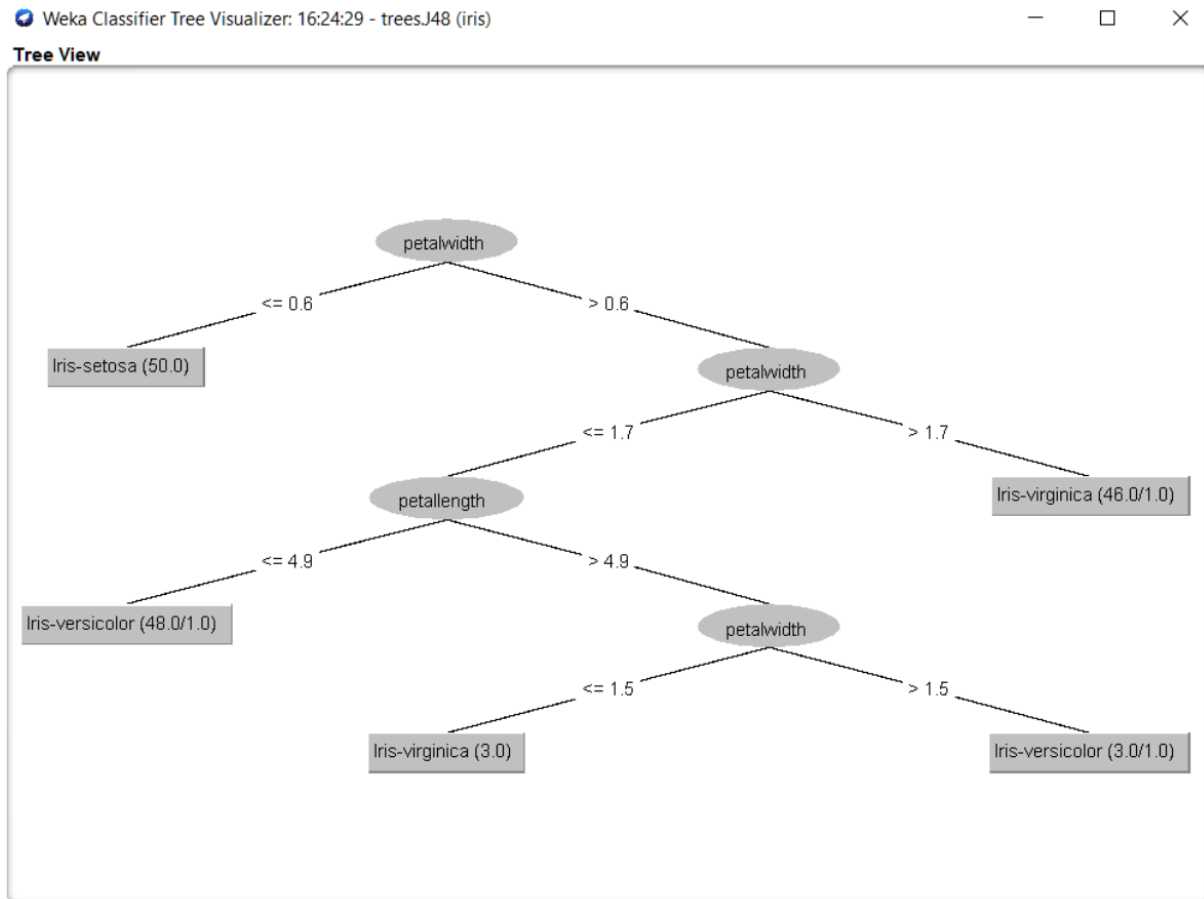 Weka Classifier Tree Visualizer: 16:24:29 - trees.J48 (iris)
Tree View
petalwidth
<= 0.6
> 0.6
Iris-setosa (50.0)
petalwidth
<= 1.7
> 1.7
petallength
Iris-virginica (46.0/1.0)
<= 4.9
> 4.9
Iris-versicolor (48.0/1.0)
petalwidth
<= 1.5
> 1.5
Iris-virginica (3.0)
Iris-versicolor (3.0/1.0)